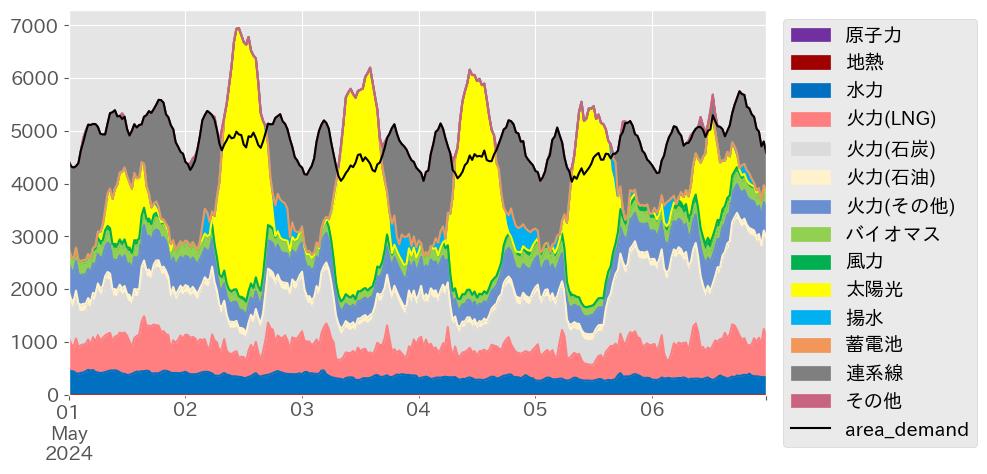 7000
6000
5000
4000
3000
2000
1000
0
01 02 03 04 05 06
May
2024
原子力
地熱
水力
火力(LNG)
火力(石炭)
火力(石油)
火力(その他)
バイオマス
風力
太陽光
揚水
蓄電池
連系線
その他
area_demand